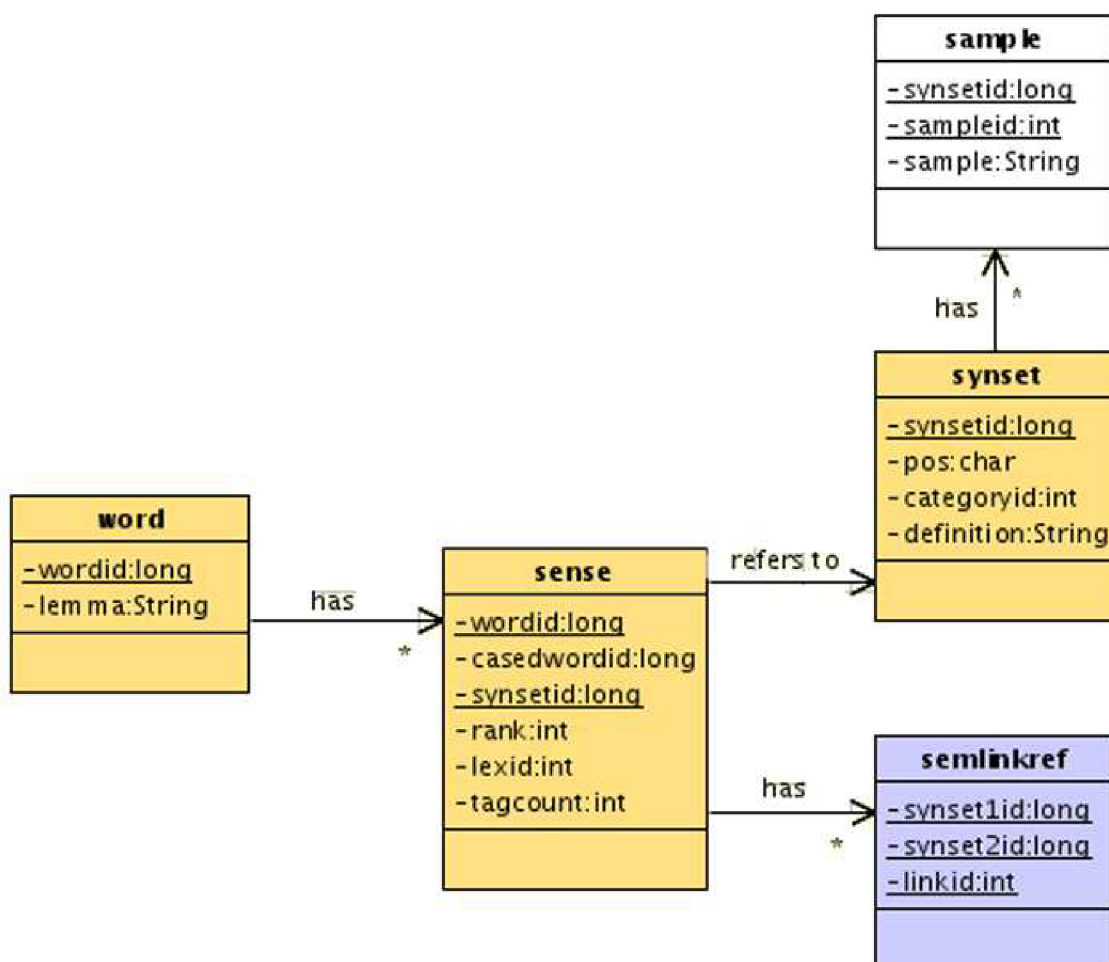 sample
-synsetid:long
-sampleid:int
-sample:String
has
*
synset
-synsetid:long
-pos:char
-categoryid:int
-definition:String
word
-wordid:long
-lemma:String
has
*
sense
-wordid:long
-casedwordid:long
-synsetid:long
-rank:int
-lexid:int
-tagcount:int
refers to
has
*
semlinkref
-synset1id:long
-synset2id:long
-linkid:int